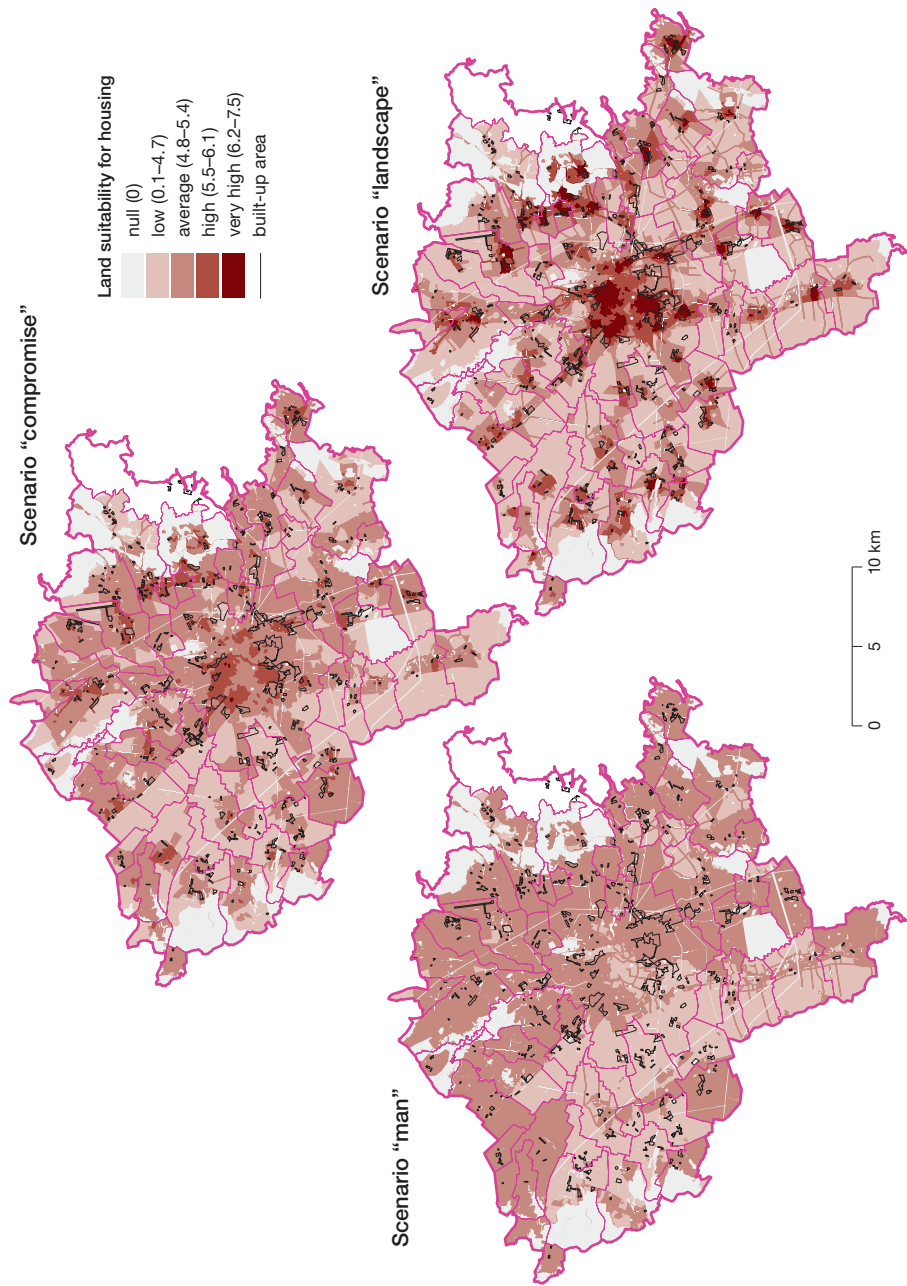 Scenario “compromise”
Land suitability for housing
null (0)
low (0.1–4.7)
average (4.8–5.4)
high (5.5–6.1)
very high (6.2–7.5)
built-up area
Scenario “man”
Scenario “landscape”
0 5 10 km